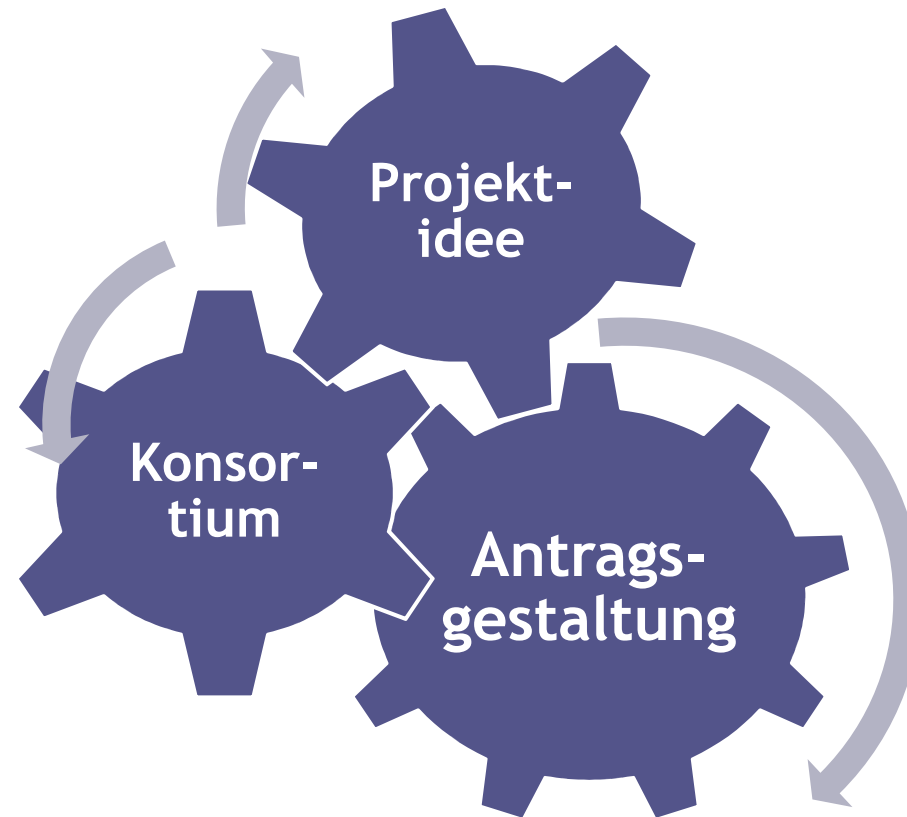 Projekt-
idee
Konsor-
tium
Antrags-
gestaltung